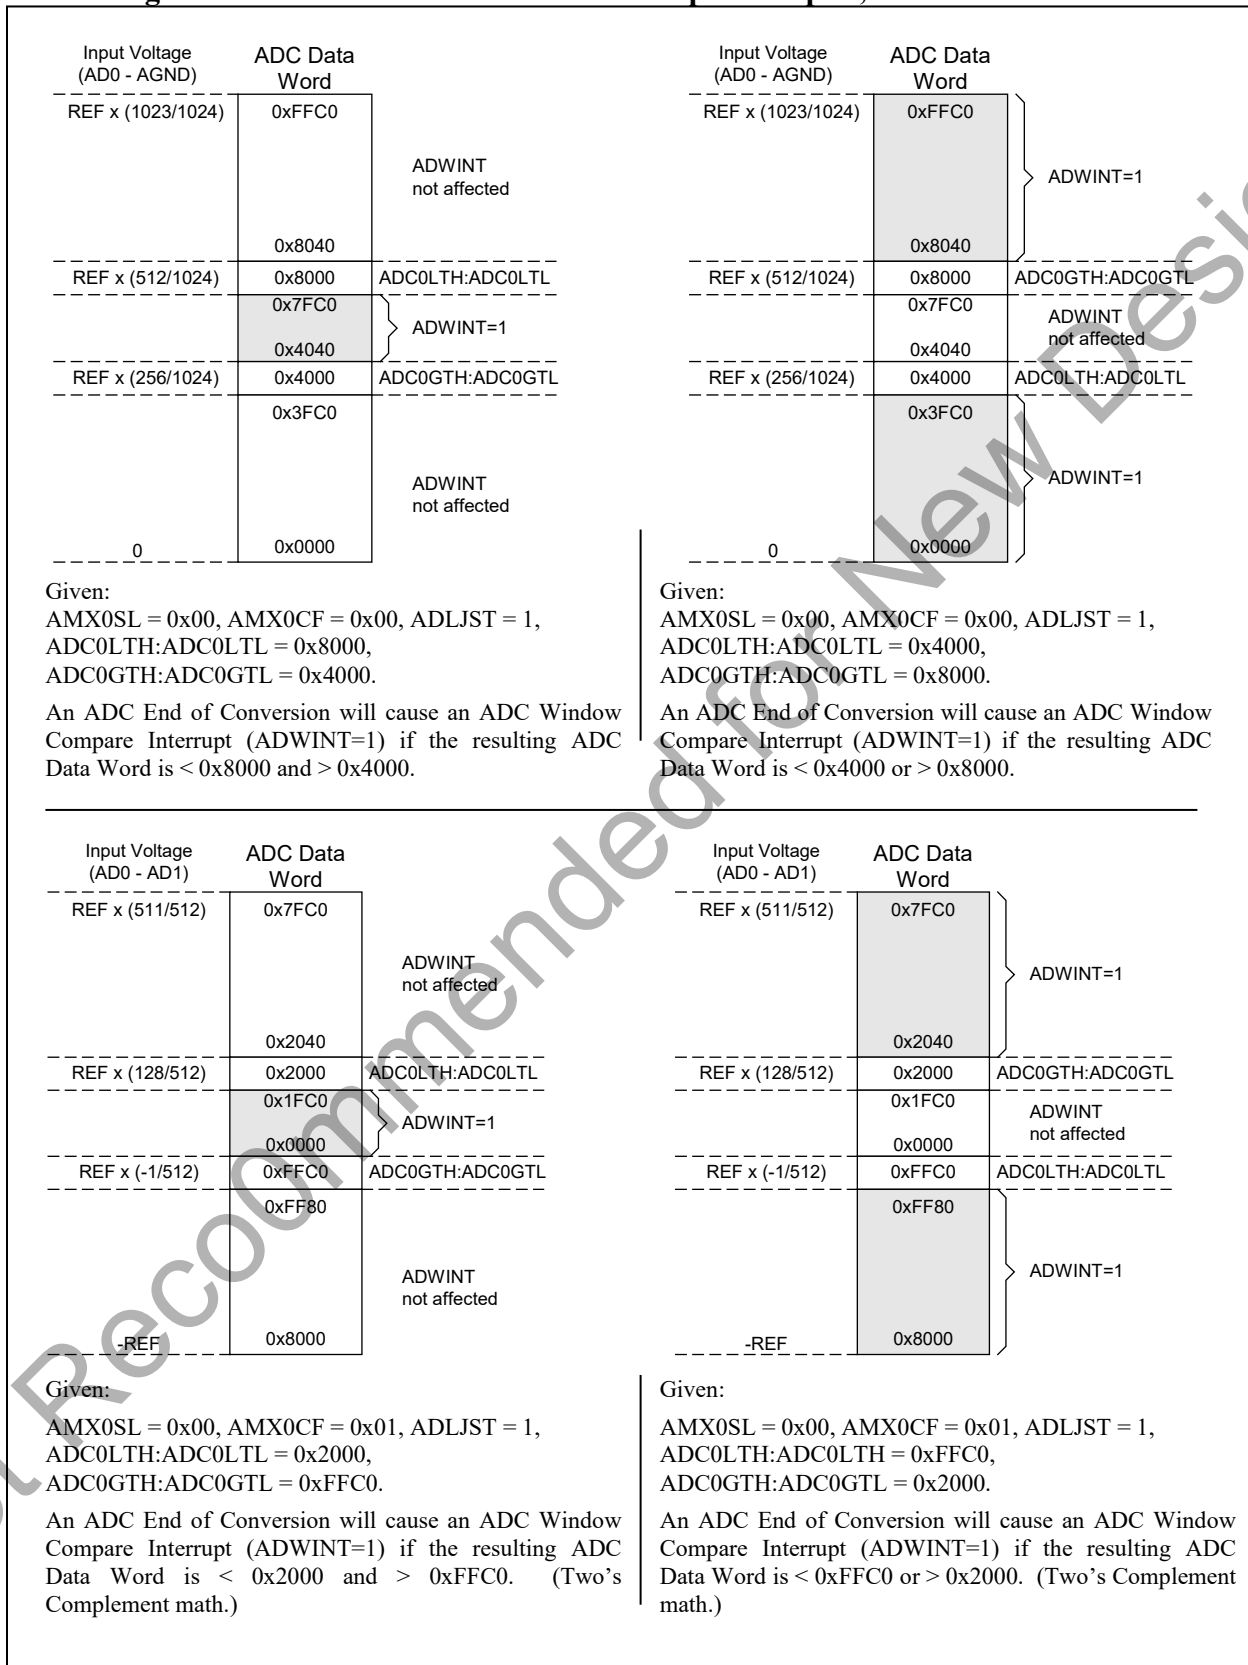 Input Voltage
(AD0 - AGND)
ADC Data
Word
REF x (1023/1024)
0xFFC0
ADWINT
not affected
0x8040
REF x (512/1024)
0x8000
ADC0LTH:ADC0LTL
0x7FC0
ADWINT=1
0x4040
REF x (256/1024)
0x4000
ADC0GTH:ADC0GTL
0x3FC0
ADWINT
not affected
0
0x0000
Given:
AMX0SL = 0x00, AMX0CF = 0x00, ADLJST = 1,
ADC0LTH:ADC0LTL = 0x8000,
ADC0GTH:ADC0GTL = 0x4000.
An ADC End of Conversion will cause an ADC Window
Compare Interrupt (ADWINT=1) if the resulting ADC
Data Word is < 0x8000 and > 0x4000.
Input Voltage
(AD0 - AGND)
ADC Data
Word
REF x (1023/1024)
0xFFC0
ADWINT=1
0x8040
REF x (512/1024)
0x8000
ADC0GTH:ADC0GTL
0x7FC0
ADWINT
not affected
0x4040
REF x (256/1024)
0x4000
ADC0LTH:ADC0LTL
0x3FC0
ADWINT=1
0
0x0000
Given:
AMX0SL = 0x00, AMX0CF = 0x00, ADLJST = 1,
ADC0LTH:ADC0LTL = 0x4000,
ADC0GTH:ADC0GTL = 0x8000.
An ADC End of Conversion will cause an ADC Window
Compare Interrupt (ADWINT=1) if the resulting ADC
Data Word is < 0x4000 or > 0x8000.
Input Voltage
(AD0 - AD1)
ADC Data
Word
REF x (511/512)
0x7FC0
ADWINT
not affected
0x2040
REF x (128/512)
0x2000
ADC0LTH:ADC0LTL
0x1FC0
ADWINT=1
0x0000
REF x (-1/512)
0xFFC0
ADC0GTH:ADC0GTL
0xFF80
ADWINT
not affected
-REF
0x8000
Given:
AMX0SL = 0x00, AMX0CF = 0x01, ADLJST = 1,
ADC0LTH:ADC0LTL = 0x2000,
ADC0GTH:ADC0GTL = 0xFFC0.
An ADC End of Conversion will cause an ADC Window
Compare Interrupt (ADWINT=1) if the resulting ADC
Data Word is < 0x2000 and > 0xFFC0. (Two's
Complement math.)
Input Voltage
(AD0 - AD1)
ADC Data
Word
REF x (511/512)
0x7FC0
ADWINT=1
0x2040
REF x (128/512)
0x2000
ADC0GTH:ADC0GTL
0x1FC0
ADWINT
not affected
0x0000
REF x (-1/512)
0xFFC0
ADC0LTH:ADC0LTL
0xFF80
ADWINT=1
-REF
0x8000
Given:
AMX0SL = 0x00, AMX0CF = 0x01, ADLJST = 1,
ADC0LTH:ADC0LTH = 0xFFC0,
ADC0GTH:ADC0GTL = 0x2000.
An ADC End of Conversion will cause an ADC Window
Compare Interrupt (ADWINT=1) if the resulting ADC
Data Word is < 0xFFC0 or > 0x2000. (Two's Complement
math.)
Recommended for New